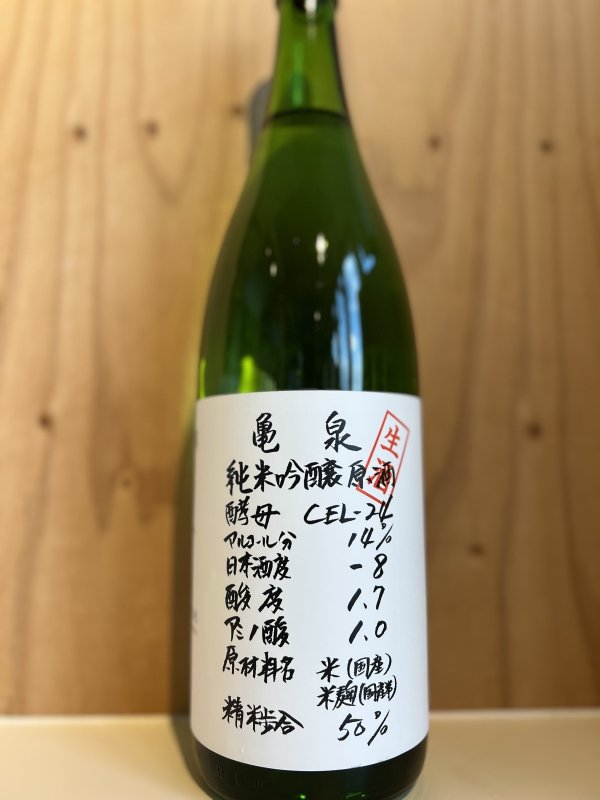 亀泉
生酒
純米吟醸原酒
酵母 CEL-24
アルコール分 14%
日本酒度 -8
酸度 1.7
アミノ酸 1.0
原材料名 米(国産)
米麹(国産米)
精米歩合 50%